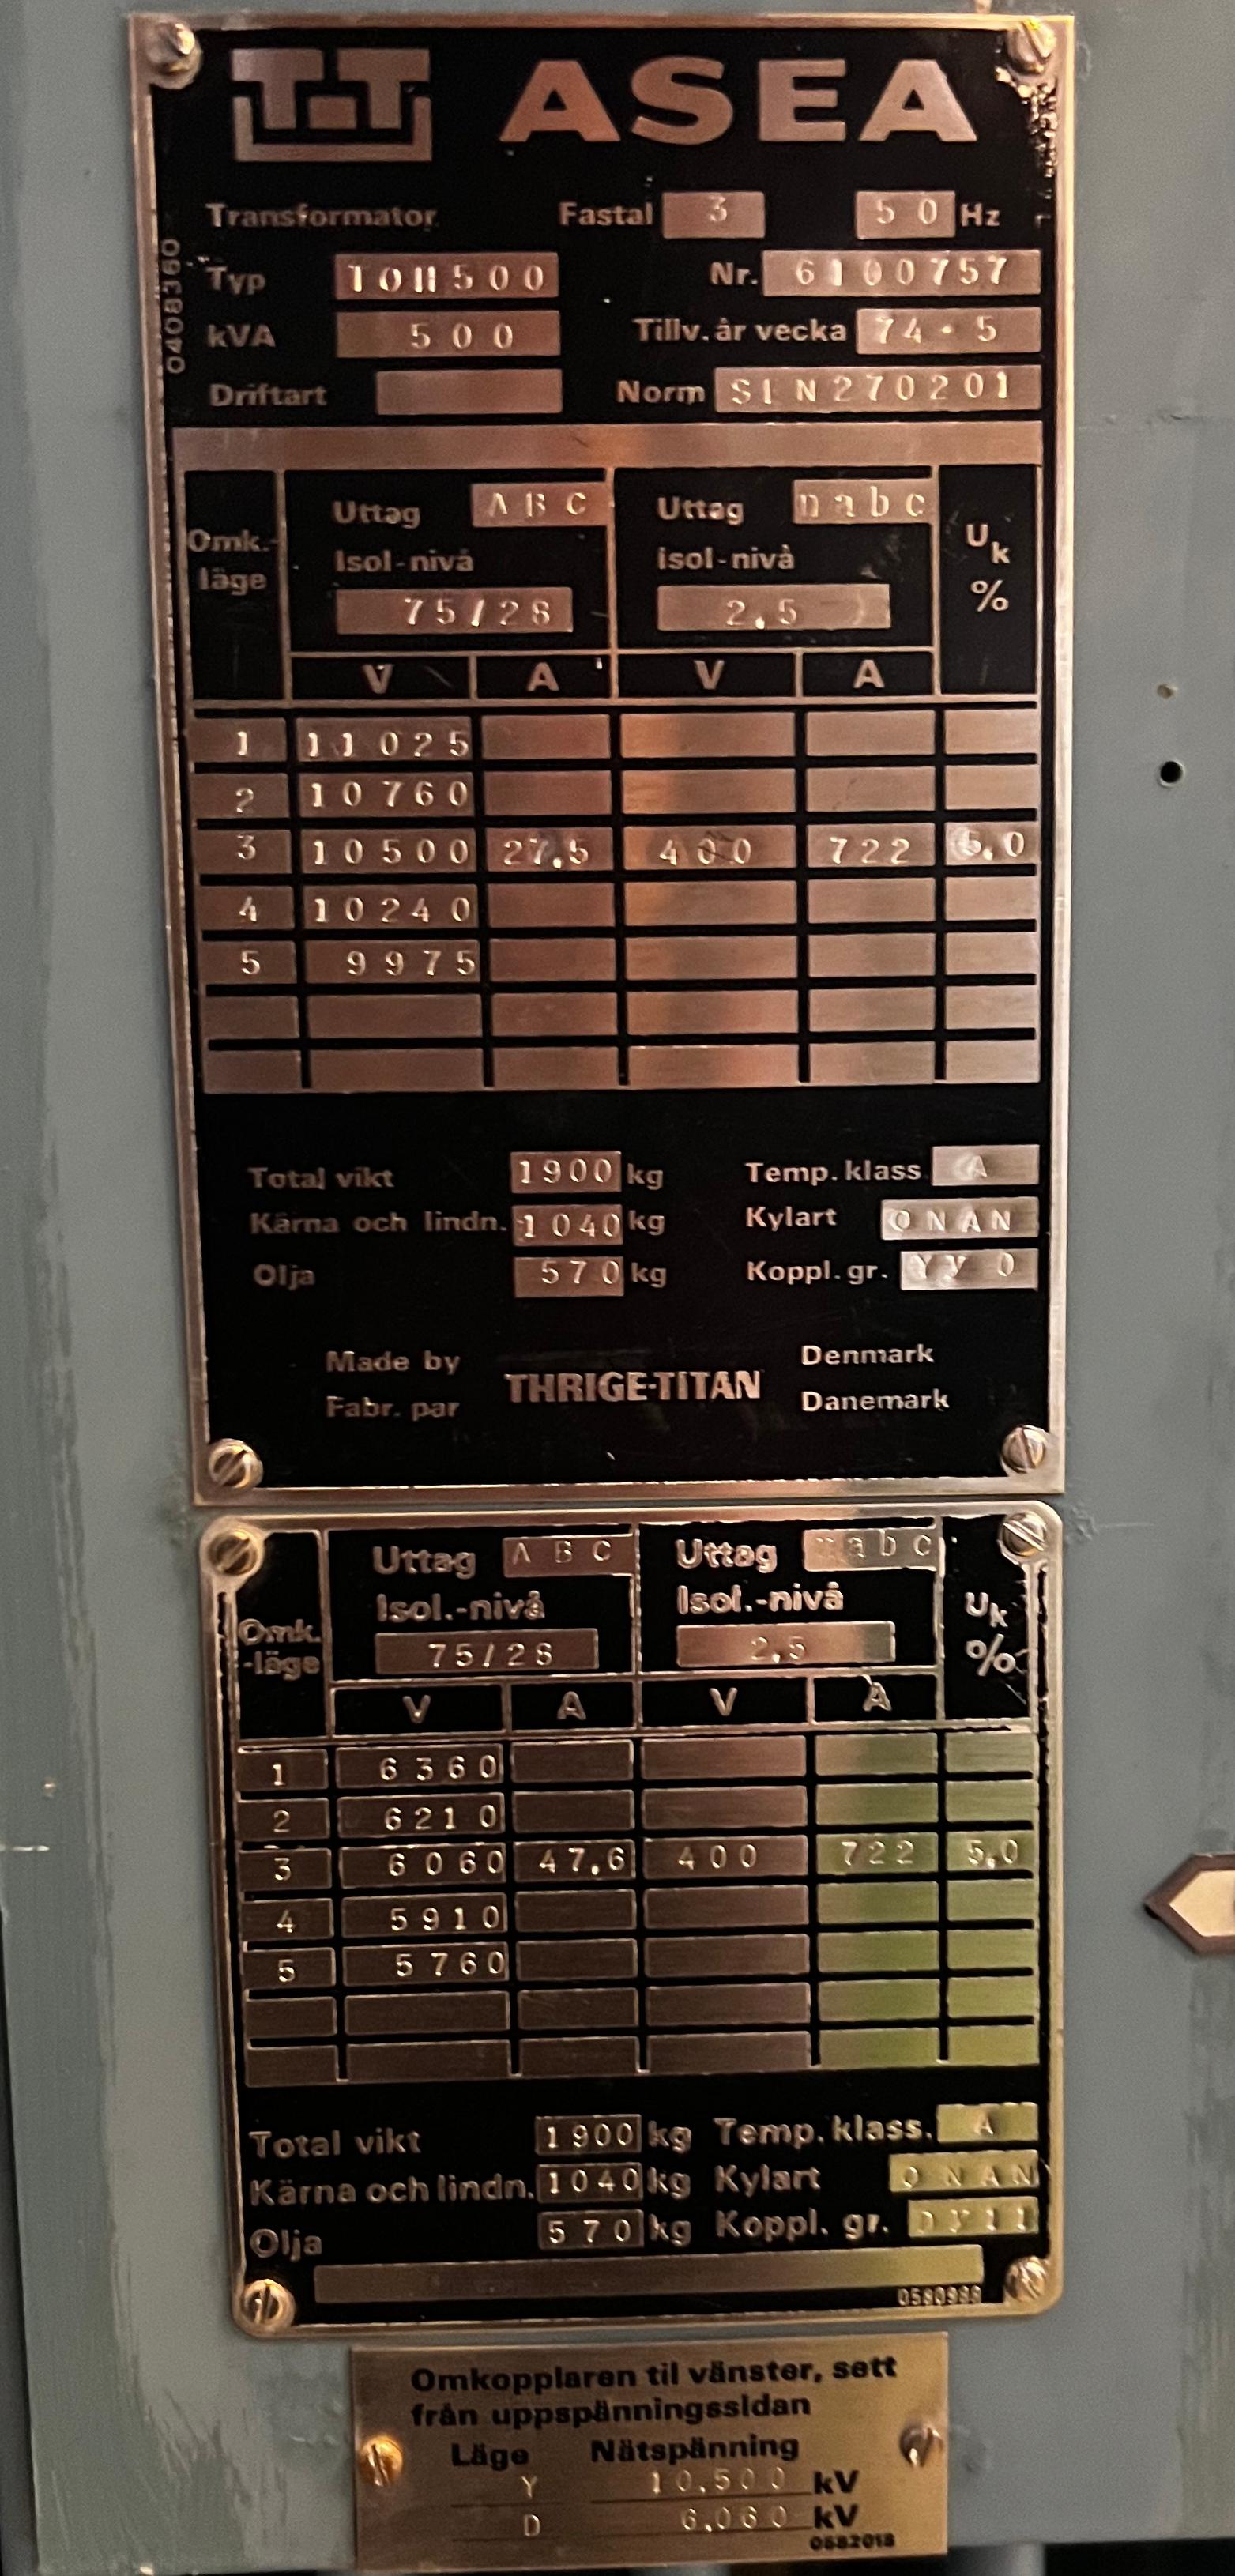 TT ASEA
Transformator Fastal 3 50 Hz
Typ TOH500 Nr. 6100757
kVA 500 Tillv. år vecka 74-5
Driftart Norm SEN270201
0408360
Omk.-läge Uttag ABC Uttag nabc Uk %
Isol-nivå 75/28 Isol-nivå 2,5
V A V A
1 11025
2 10760
3 10500 27,5 400 722 5,0
4 10240
5 9975
Total vikt 1900 kg Temp. klass A
Kärna och lindn. 1040 kg Kylart ONAN
Olja 570 kg Koppl. gr. Yy 0
Made by THRIGE-TITAN Denmark
Fabr. par Danemark
Omk.-läge Uttag ABC Uttag nabc Uk %
Isol.-nivå 75/28 Isol.-nivå 2,5
V A V A
1 6360
2 6210
3 6060 47,6 400 722 5,0
4 5910
5 5760
Total vikt 1900 kg Temp. klass. A
Kärna och lindn. 1040 kg Kylart ONAN
Olja 570 kg Koppl. gr. Dy11
Omkopplaren til vänster, sett
från uppspänningssidan
Läge Nätspänning
Y 10,500 kV
D 6,060 kV
0582018